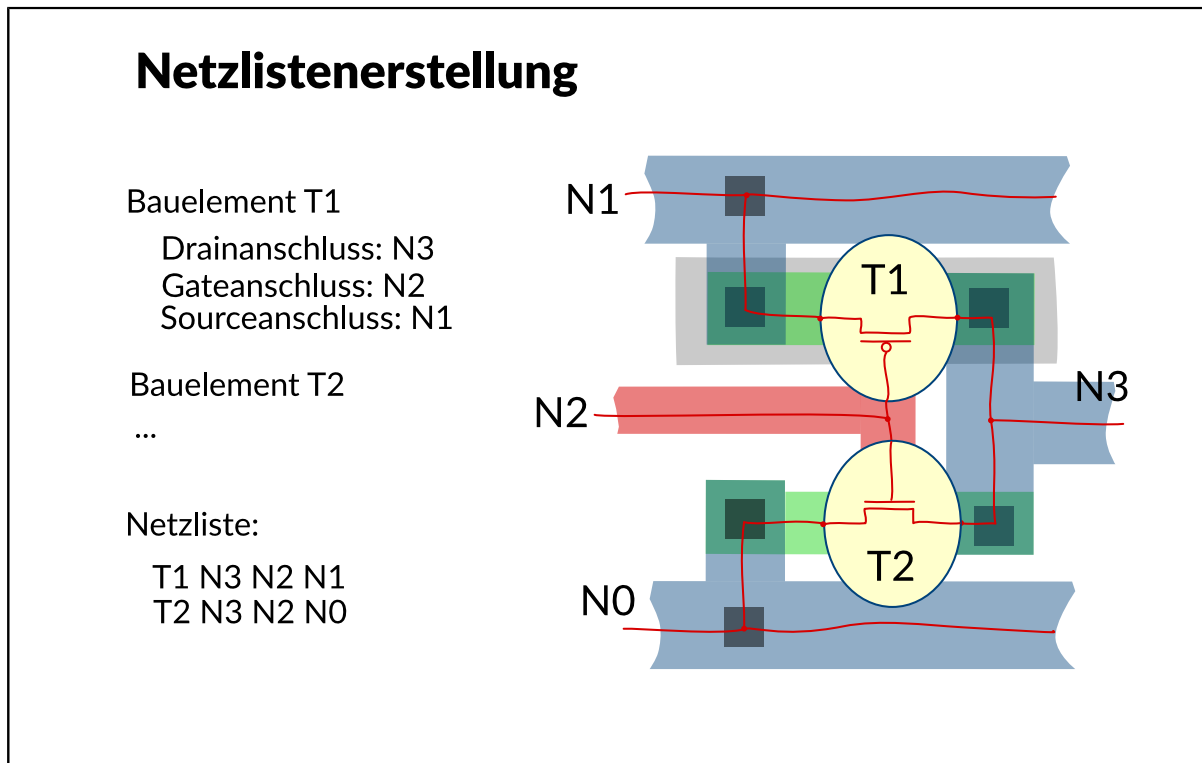 Netzlistenerstellung
Bauelement T1
Drainanschluss: N3
Gateanschluss: N2
Sourceanschluss: N1
Bauelement T2
...
Netzliste:
T1 N3 N2 N1
T2 N3 N2 N0
N1
T1
N2
N3
T2
N0